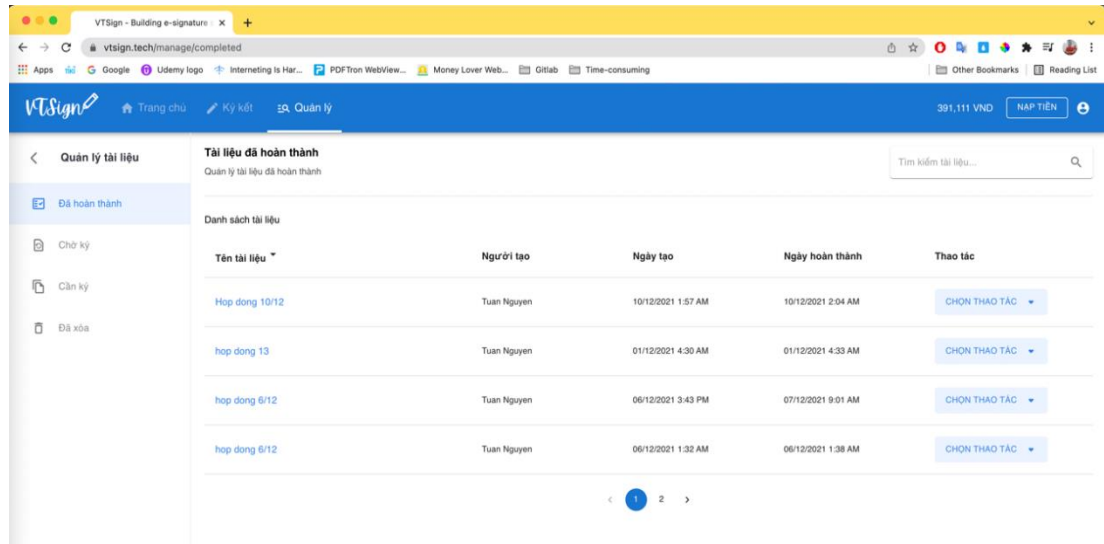 VTSign - Building e-signature
vtsign.tech/manage/completed
Apps Google Udemy logo Interneting Is Har... PDFTron WebView... Money Lover Web... Gitlab Time-consuming Other Bookmarks Reading List
VTSign Trang chủ Ký kết Quản lý 391,111 VND NẠP TIỀN
Quản lý tài liệu
Đã hoàn thành
Chờ ký
Cần ký
Đã xóa
Tài liệu đã hoàn thành
Quản lý tài liệu đã hoàn thành
Tìm kiếm tài liệu...
Danh sách tài liệu
Tên tài liệu Người tạo Ngày tạo Ngày hoàn thành Thao tác
Hop dong 10/12 Tuan Nguyen 10/12/2021 1:57 AM 10/12/2021 2:04 AM CHỌN THAO TÁC
hop dong 13 Tuan Nguyen 01/12/2021 4:30 AM 01/12/2021 4:33 AM CHỌN THAO TÁC
hop dong 6/12 Tuan Nguyen 06/12/2021 3:43 PM 07/12/2021 9:01 AM CHỌN THAO TÁC
hop dong 6/12 Tuan Nguyen 06/12/2021 1:32 AM 06/12/2021 1:38 AM CHỌN THAO TÁC
1 2